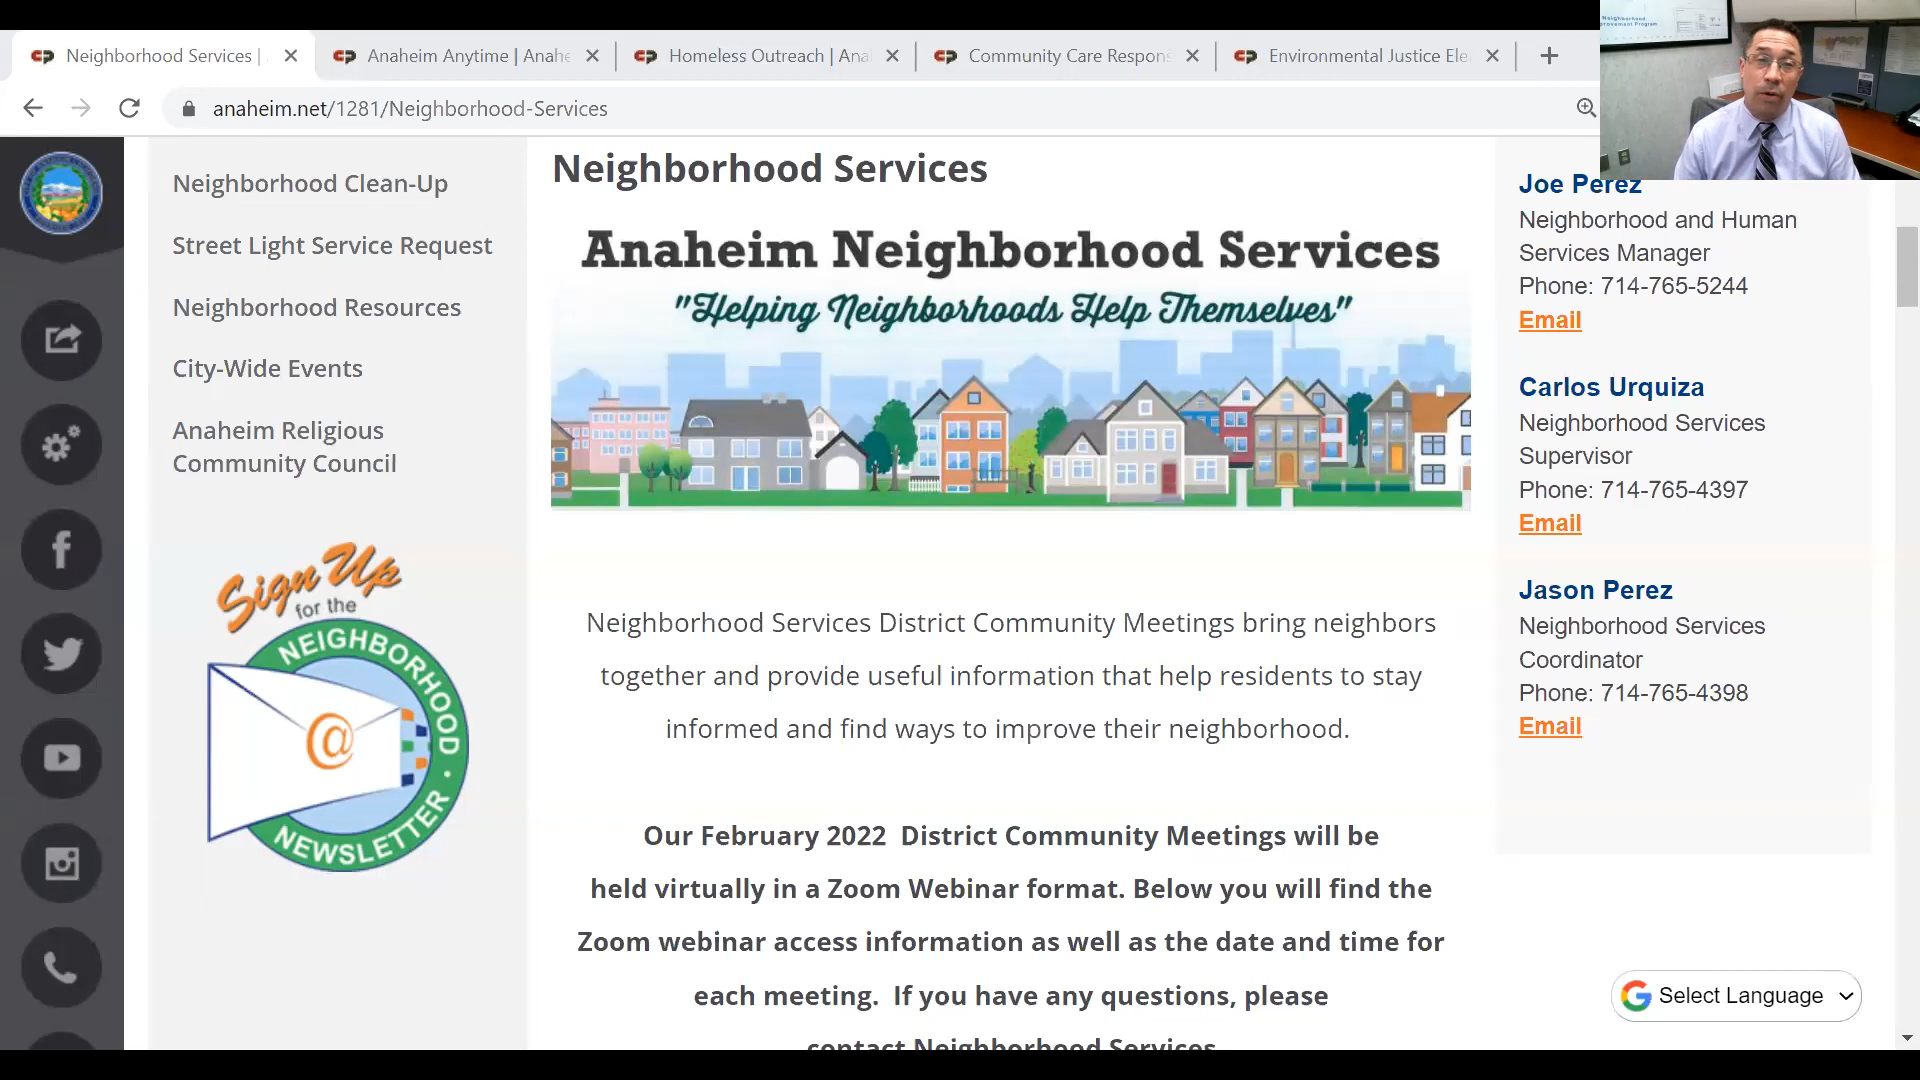 Neighborhood Services |
Anaheim Anytime | Anahe
Homeless Outreach | Ana
Community Care Respon
Environmental Justice Ele
anaheim.net/1281/Neighborhood-Services
Neighborhood
provement Program
Neighborhood Clean-Up
Street Light Service Request
Neighborhood Resources
City-Wide Events
Anaheim Religious
Community Council
Sign Up
for the
NEIGHBORHOOD
@
NEWSLETTER
Neighborhood Services
Anaheim Neighborhood Services
"Helping Neighborhoods Help Themselves"
Neighborhood Services District Community Meetings bring neighbors
together and provide useful information that help residents to stay
informed and find ways to improve their neighborhood.
Our February 2022 District Community Meetings will be
held virtually in a Zoom Webinar format. Below you will find the
Zoom webinar access information as well as the date and time for
each meeting. If you have any questions, please
contact Neighborhood Services
Joe Perez
Neighborhood and Human
Services Manager
Phone: 714-765-5244
Email
Carlos Urquiza
Neighborhood Services
Supervisor
Phone: 714-765-4397
Email
Jason Perez
Neighborhood Services
Coordinator
Phone: 714-765-4398
Email
Select Language